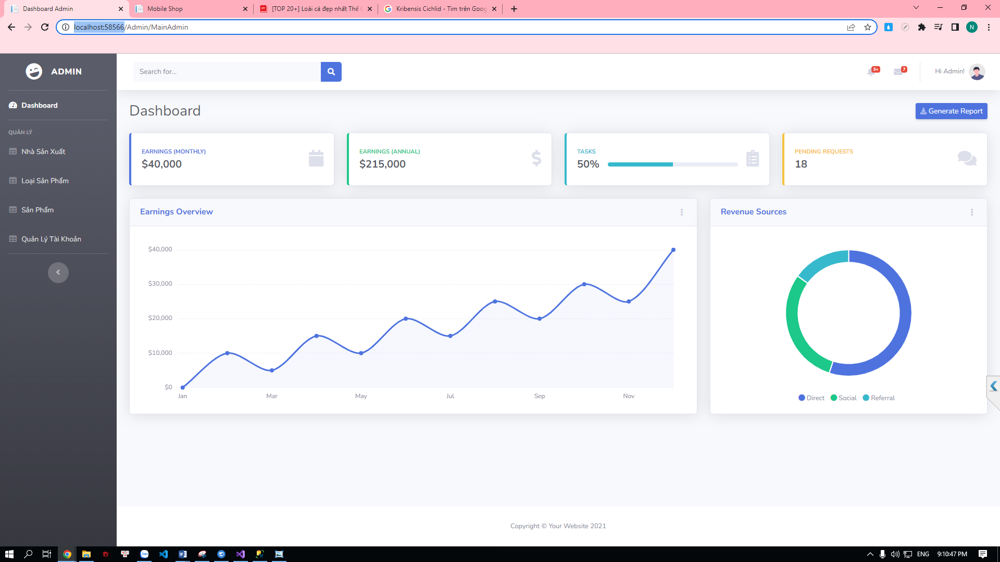 Dashboard Admin
Mobile Shop
[TOP 20+] Loài cá đẹp nhất Thế
Kribensis Cichlid - Tìm trên Goog
localhost:58566/Admin/MainAdmin
N
ADMIN
Search for...
3+
7
Hi Admin!
Dashboard
Dashboard
Generate Report
QUẢN LÝ
Nhà Sản Xuất
Loại Sản Phẩm
Sản Phẩm
Quản Lý Tài Khoản
EARNINGS (MONTHLY)
$40,000
EARNINGS (ANNUAL)
$215,000
TASKS
50%
PENDING REQUESTS
18
Earnings Overview
$40,000
$30,000
$20,000
$10,000
$0
Jan Mar May Jul Sep Nov
Revenue Sources
Direct Social Referral
Copyright © Your Website 2021
Zalo
ENG
9:10:47 PM